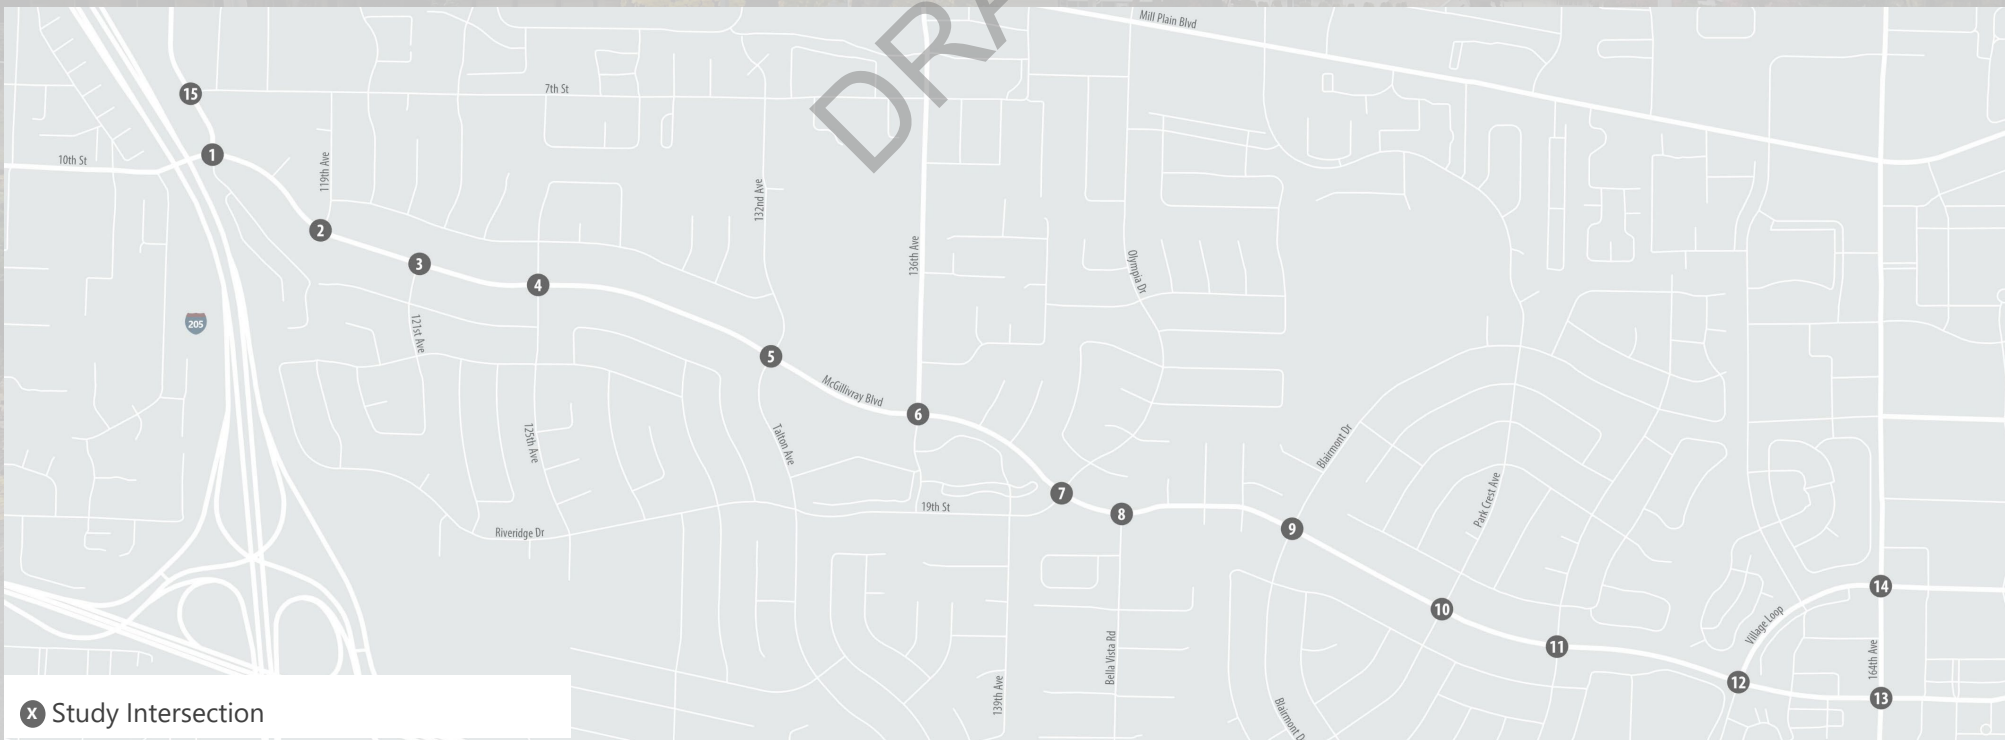 DRA
Mill Plain Blvd
15
7th St
1
10th St
119th Ave
132nd Ave
2
136th Ave
3
Olympia Dr
4
205
121st Ave
5
McGillivray Blvd
6
125th Ave
Talton Ave
Blairmont Dr
7
Park Crest Ave
19th St
8
9
Riveridge Dr
14
10
Village Loop
11
Bella Vista Rd
164th Ave
12
139th Ave
13
Blairmont D
X Study Intersection